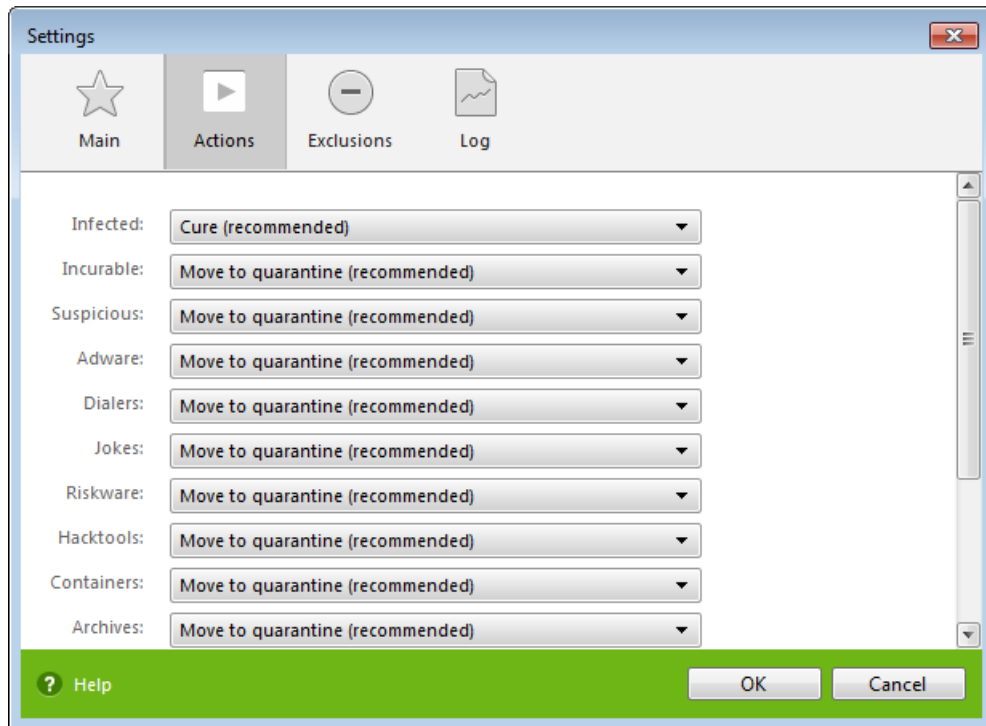 Settings
Main Actions Exclusions Log
Infected: Cure (recommended)
Incurable: Move to quarantine (recommended)
Suspicious: Move to quarantine (recommended)
Adware: Move to quarantine (recommended)
Dialers: Move to quarantine (recommended)
Jokes: Move to quarantine (recommended)
Riskware: Move to quarantine (recommended)
Hacktools: Move to quarantine (recommended)
Containers: Move to quarantine (recommended)
Archives: Move to quarantine (recommended)
? Help OK Cancel